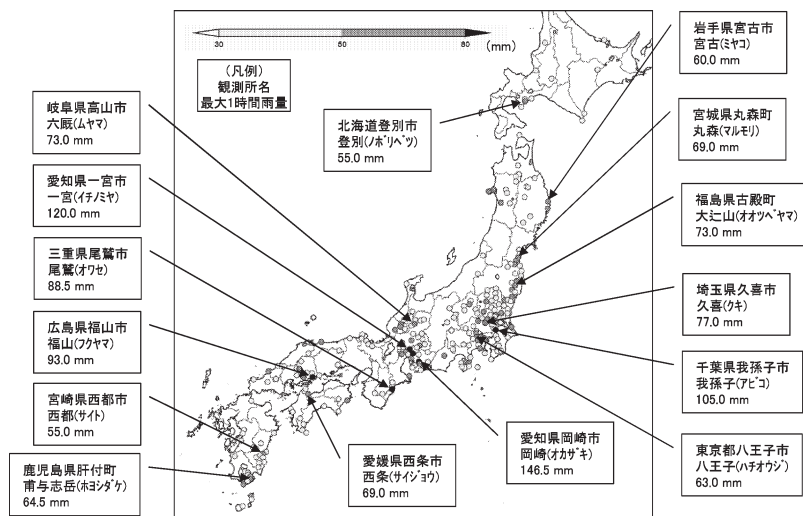 30 50 80 (mm)
(凡例)
観測所名
最大1時間雨量
岐阜県高山市
六厩(ムヤマ)
73.0 mm
愛知県一宮市
一宮(イチノミヤ)
120.0 mm
三重県尾鷲市
尾鷲(オワセ)
88.5 mm
広島県福山市
福山(フクヤマ)
93.0 mm
宮崎県西都市
西都(サイト)
55.0 mm
鹿児島県肝付町
甫与志岳(ホヨシダケ)
64.5 mm
北海道登別市
登別(ノボリベツ)
55.0 mm
愛媛県西条市
西条(サイジョウ)
69.0 mm
愛知県岡崎市
岡崎(オカザキ)
146.5 mm
岩手県宮古市
宮古(ミヤコ)
60.0 mm
宮城県丸森町
丸森(マルモリ)
69.0 mm
福島県古殿町
大辷山(オオツベヤマ)
73.0 mm
埼玉県久喜市
久喜(クキ)
77.0 mm
千葉県我孫子市
我孫子(アビコ)
105.0 mm
東京都八王子市
八王子(ハチオウジ)
63.0 mm